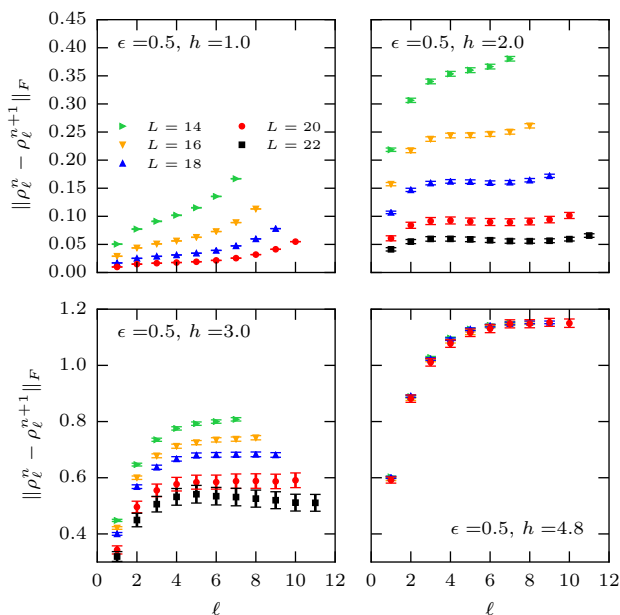 0.45
0.40
0.35
0.30
0.25
0.20
0.15
0.10
0.05
0.00
‖ρ_ℓ^n − ρ_ℓ^{n+1}‖_F
ϵ =0.5, h =1.0
L = 14
L = 16
L = 18
L = 20
L = 22
ϵ =0.5, h =2.0
1.2
1.0
0.8
0.6
0.4
‖ρ_ℓ^n − ρ_ℓ^{n+1}‖_F
ϵ =0.5, h =3.0
0 2 4 6 8 10 12
ℓ
ϵ =0.5, h =4.8
0 2 4 6 8 10 12
ℓ